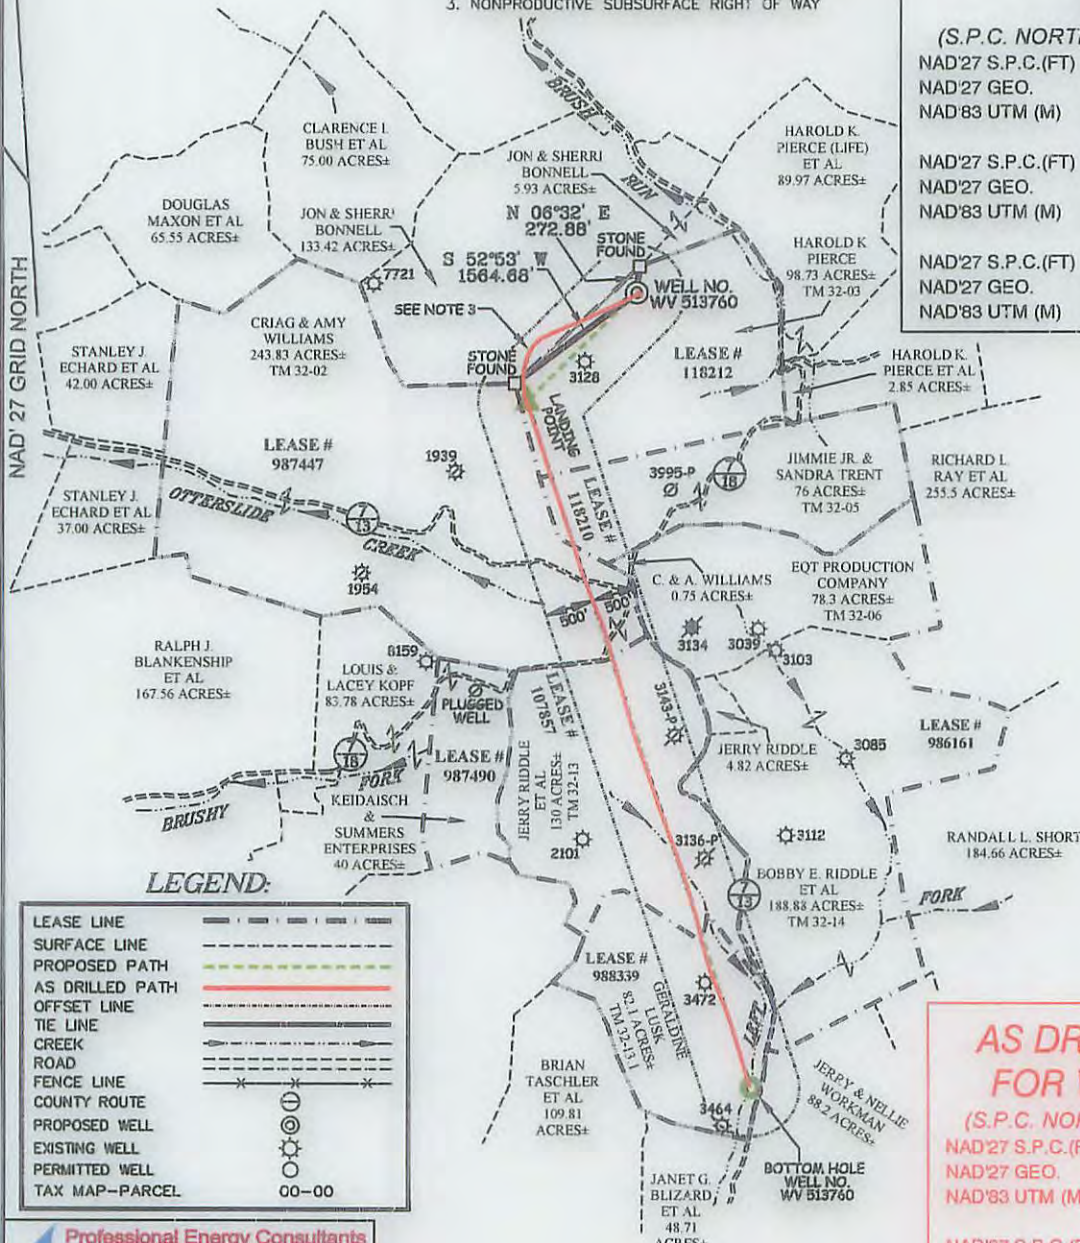 3. NONPRODUCTIVE SUBSURFACE RIGHT OF WAY
(S.P.C. NORTH
NAD'27 S.P.C.(FT)
NAD'27 GEO.
NAD'83 UTM (M)
NAD'27 S.P.C.(FT)
NAD'27 GEO.
NAD'83 UTM (M)
NAD'27 S.P.C.(FT)
NAD'27 GEO.
NAD'83 UTM (M)
NAD' 27 GRID NORTH
BRUSH
RUN
CLARENCE I.
BUSH ET AL
75.00 ACRES±
JON & SHERRI
BONNELL
5.93 ACRES±
HAROLD K.
PIERCE (LIFE)
ET AL
89.97 ACRES±
DOUGLAS
MAXON ET AL
65.55 ACRES±
JON & SHERRI
BONNELL
133.42 ACRES±
N 06°32' E
272.88'
STONE
FOUND
S 52°53' W
1564.68'
HAROLD K
PIERCE
98.73 ACRES±
TM 32-03
7721
WELL NO.
WV 513760
SEE NOTE 3
CRIAG & AMY
WILLIAMS
243.83 ACRES±
TM 32-02
STANLEY J.
ECHARD ET AL
42.00 ACRES±
STONE
FOUND
3128
LEASE #
118212
HAROLD K.
PIERCE ET AL
2.85 ACRES±
LANDING
POINT
LEASE #
987447
1939
3995-P
7
18
JIMMIE JR. &
SANDRA TRENT
76 ACRES±
TM 32-05
RICHARD L.
RAY ET AL
255.5 ACRES±
STANLEY J.
ECHARD ET AL
37.00 ACRES±
OTTERSLIDE
CREEK
7
13
LEASE #
118210
1954
C. & A. WILLIAMS
0.75 ACRES±
EQT PRODUCTION
COMPANY
78.3 ACRES±
TM 32-06
500'
500'
3134
3039
3103
RALPH J.
BLANKENSHIP
ET AL
167.56 ACRES±
8159
LOUIS &
LACEY KOPF
83.78 ACRES±
PLUGGED
WELL
LEASE #
107857
3143-P
JERRY RIDDLE
4.82 ACRES±
3085
LEASE #
986161
7
18
FORK
BRUSHY
LEASE #
987490
JERRY RIDDLE
ET AL
130 ACRES±
TM 32-13
KEIDAISCH
&
SUMMERS
ENTERPRISES
40 ACRES±
2101
3136-P
3112
RANDALL L. SHORT
184.66 ACRES±
BOBBY E. RIDDLE
ET AL
188.88 ACRES±
TM 32-14
7
13
FORK
LEASE #
988339
GERALDINE
LUSK
82.1 ACRES±
TM 32-13.1
3472
LEFT
BRIAN
TASCHLER
ET AL
109.81
ACRES±
3464
JERRY & NELLIE
WORKMAN
88.2 ACRES±
JANET G.
BLIZARD
ET AL
48.71
ACRES±
BOTTOM HOLE
WELL NO.
WV 513760
LEGEND:
LEASE LINE
SURFACE LINE
PROPOSED PATH
AS DRILLED PATH
OFFSET LINE
TIE LINE
CREEK
ROAD
FENCE LINE
COUNTY ROUTE
PROPOSED WELL
EXISTING WELL
PERMITTED WELL
TAX MAP-PARCEL 00-00
Professional Energy Consultants
AS DR
FOR
(S.P.C. NOR
NAD'27 S.P.C.(F
NAD'27 GEO.
NAD'83 UTM (M